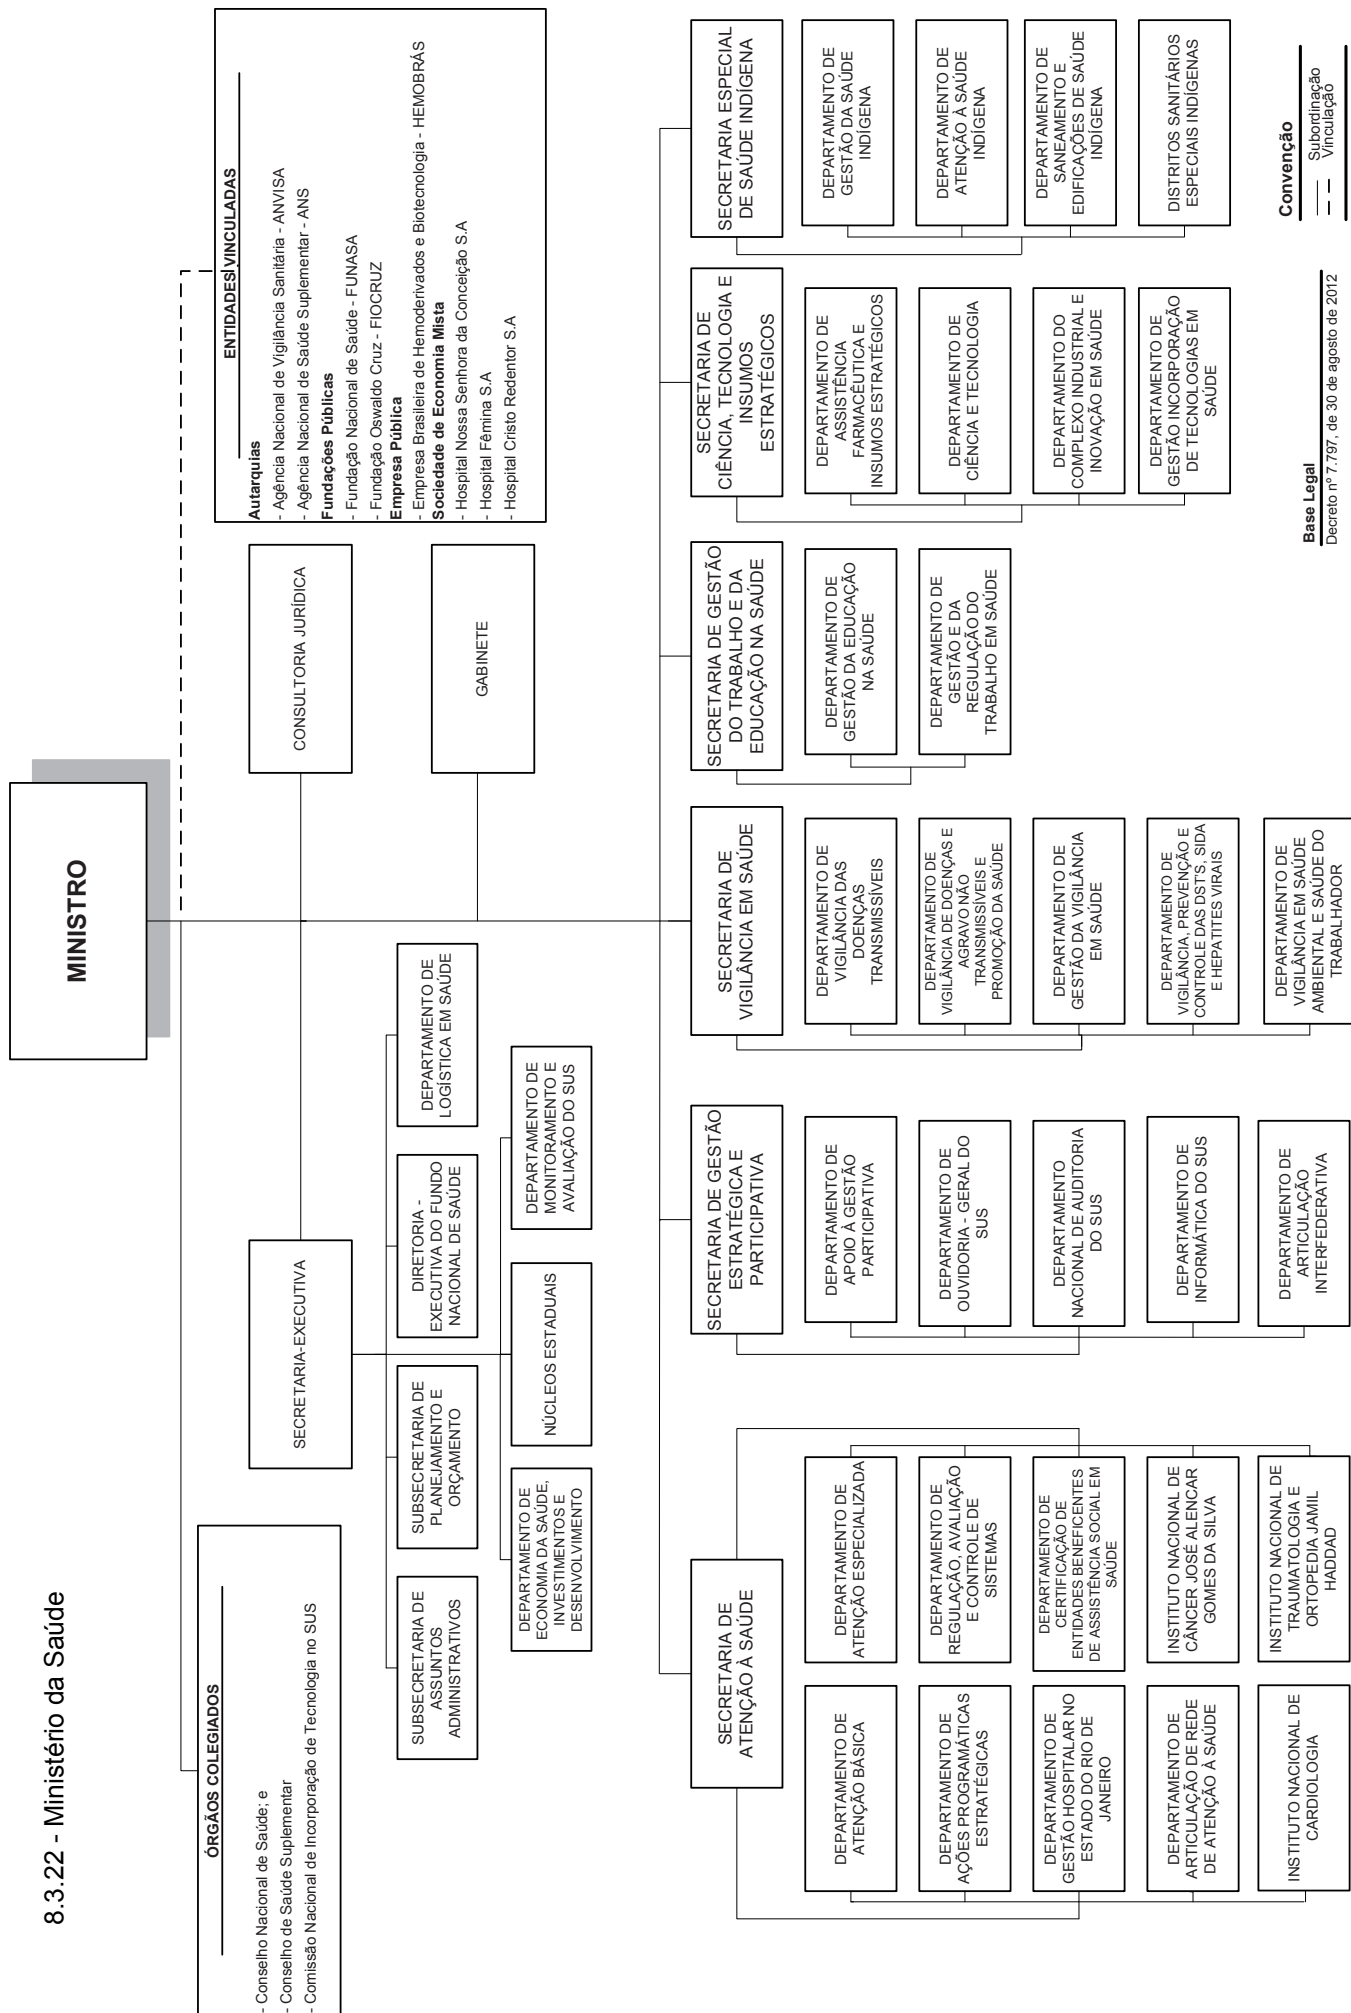 8.3.22 - Ministério da Saúde
MINISTRO
ÓRGÃOS COLEGIADOS
- Conselho Nacional de Saúde; e
- Conselho de Saúde Suplementar
- Comissão Nacional de Incorporação de Tecnologia no SUS
SECRETARIA-EXECUTIVA
CONSULTORIA JURÍDICA
GABINETE
ENTIDADES VINCULADAS
Autarquias
- Agência Nacional de Vigilância Sanitária - ANVISA
- Agência Nacional de Saúde Suplementar - ANS
Fundações Públicas
- Fundação Nacional de Saúde - FUNASA
- Fundação Oswaldo Cruz - FIOCRUZ
Empresa Pública
- Empresa Brasileira de Hemoderivados e Biotecnologia - HEMOBRÁS
Sociedade de Economia Mista
- Hospital Nossa Senhora da Conceição S.A
- Hospital Fêmina S.A
- Hospital Cristo Redentor S.A
SUBSECRETARIA DE
ASSUNTOS
ADMINISTRATIVOS
SUBSECRETARIA DE
PLANEJAMENTO E
ORÇAMENTO
DIRETORIA -
EXECUTIVA DO FUNDO
NACIONAL DE SAÚDE
DEPARTAMENTO DE
LOGÍSTICA EM SAÚDE
DEPARTAMENTO DE
ECONOMIA DA SAÚDE,
INVESTIMENTOS E
DESENVOLVIMENTO
NÚCLEOS ESTADUAIS
DEPARTAMENTO DE
MONITORAMENTO E
AVALIAÇÃO DO SUS
SECRETARIA DE
ATENÇÃO À SAÚDE
DEPARTAMENTO DE
ATENÇÃO BÁSICA
DEPARTAMENTO DE
AÇÕES PROGRAMÁTICAS
ESTRATÉGICAS
DEPARTAMENTO DE
GESTÃO HOSPITALAR NO
ESTADO DO RIO DE
JANEIRO
DEPARTAMENTO DE
ARTICULAÇÃO DE REDE
DE ATENÇÃO À SAÚDE
INSTITUTO NACIONAL DE
CARDIOLOGIA
DEPARTAMENTO DE
ATENÇÃO ESPECIALIZADA
DEPARTAMENTO DE
REGULAÇÃO, AVALIAÇÃO
E CONTROLE DE
SISTEMAS
DEPARTAMENTO DE
CERTIFICAÇÃO DE
ENTIDADES BENEFICENTES
DE ASSISTÊNCIA SOCIAL EM
SAÚDE
INSTITUTO NACIONAL DE
CÂNCER JOSÉ ALENCAR
GOMES DA SILVA
INSTITUTO NACIONAL DE
TRAUMATOLOGIA E
ORTOPEDIA JAMIL
HADDAD
SECRETARIA DE GESTÃO
ESTRATÉGICA E
PARTICIPATIVA
DEPARTAMENTO DE
APOIO À GESTÃO
PARTICIPATIVA
DEPARTAMENTO DE
OUVIDORIA - GERAL DO
SUS
DEPARTAMENTO
NACIONAL DE AUDITORIA
DO SUS
DEPARTAMENTO DE
INFORMÁTICA DO SUS
DEPARTAMENTO DE
ARTICULAÇÃO
INTERFEDERATIVA
SECRETARIA DE
VIGILÂNCIA EM SAÚDE
DEPARTAMENTO DE
VIGILÂNCIA DAS
DOENÇAS
TRANSMISSÍVEIS
DEPARTAMENTO DE
VIGILÂNCIA DE DOENÇAS E
AGRAVO NÃO
TRANSMISSÍVEIS E
PROMOÇÃO DA SAÚDE
DEPARTAMENTO DE
GESTÃO DA VIGILÂNCIA
EM SAÚDE
DEPARTAMENTO DE
VIGILÂNCIA, PREVENÇÃO E
CONTROLE DAS DST'S, SIDA
E HEPATITES VIRAIS
DEPARTAMENTO DE
VIGILÂNCIA EM SAÚDE
AMBIENTAL E SAÚDE DO
TRABALHADOR
SECRETARIA DE GESTÃO
DO TRABALHO E DA
EDUCAÇÃO NA SAÚDE
DEPARTAMENTO DE
GESTÃO DA EDUCAÇÃO
NA SAÚDE
DEPARTAMENTO DE
GESTÃO E DA
REGULAÇÃO DO
TRABALHO EM SAÚDE
SECRETARIA DE
CIÊNCIA, TECNOLOGIA E
INSUMOS
ESTRATÉGICOS
DEPARTAMENTO DE
ASSISTÊNCIA
FARMACÊUTICA E
INSUMOS ESTRATÉGICOS
DEPARTAMENTO DE
CIÊNCIA E TECNOLOGIA
DEPARTAMENTO DO
COMPLEXO INDUSTRIAL E
INOVAÇÃO EM SAÚDE
DEPARTAMENTO DE
GESTÃO INCORPORAÇÃO
DE TECNOLOGIAS EM
SAÚDE
SECRETARIA ESPECIAL
DE SAÚDE INDÍGENA
DEPARTAMENTO DE
GESTÃO DA SAÚDE
INDÍGENA
DEPARTAMENTO DE
ATENÇÃO À SAÚDE
INDÍGENA
DEPARTAMENTO DE
SANEAMENTO E
EDIFICAÇÕES DE SAÚDE
INDÍGENA
DISTRITOS SANITÁRIOS
ESPECIAIS INDÍGENAS
Base Legal
Decreto nº 7.797, de 30 de agosto de 2012
Convenção
Subordinação
Vinculação